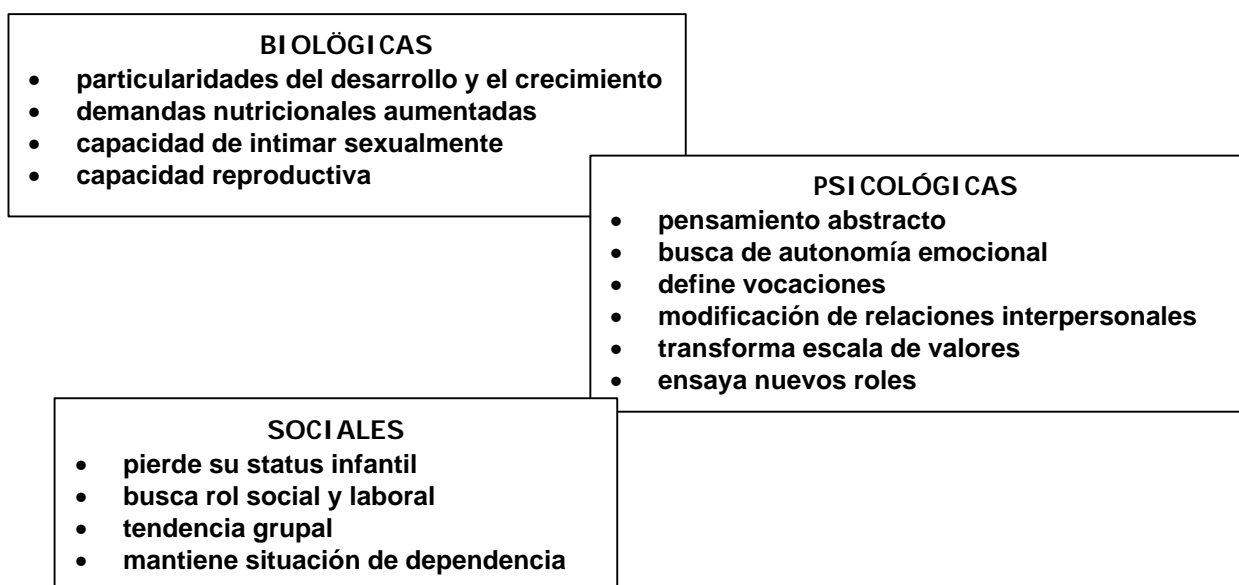 BIOLÖGICAS
• particularidades del desarrollo y el crecimiento
• demandas nutricionales aumentadas
• capacidad de intimar sexualmente
• capacidad reproductiva
PSICOLÓGICAS
• pensamiento abstracto
• busca de autonomía emocional
• define vocaciones
• modificación de relaciones interpersonales
• transforma escala de valores
• ensaya nuevos roles
SOCIALES
• pierde su status infantil
• busca rol social y laboral
• tendencia grupal
• mantiene situación de dependencia